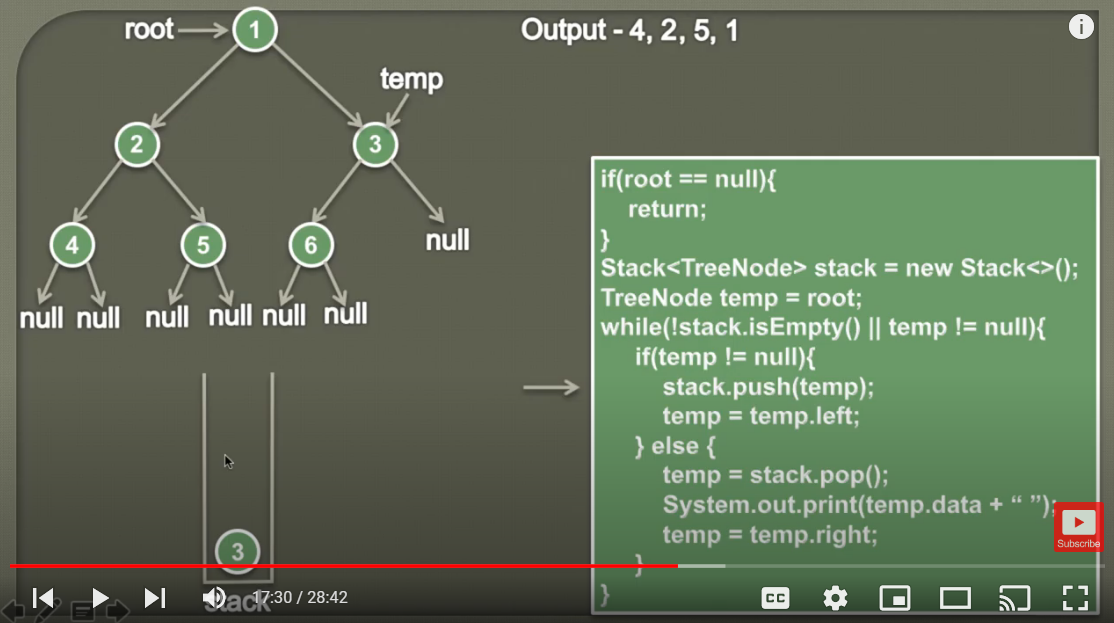 root
1
Output - 4, 2, 5, 1
temp
2
3
4
5
6
null
null null null null null null
if(root == null){
return;
}
Stack<TreeNode> stack = new Stack<>();
TreeNode temp = root;
while(!stack.isEmpty() || temp != null){
if(temp != null){
stack.push(temp);
temp = temp.left;
} else {
temp = stack.pop();
System.out.print(temp.data + “ ”);
temp = temp.right;
}
}
3
stack
Subscribe
17:30 / 28:42
CC
i